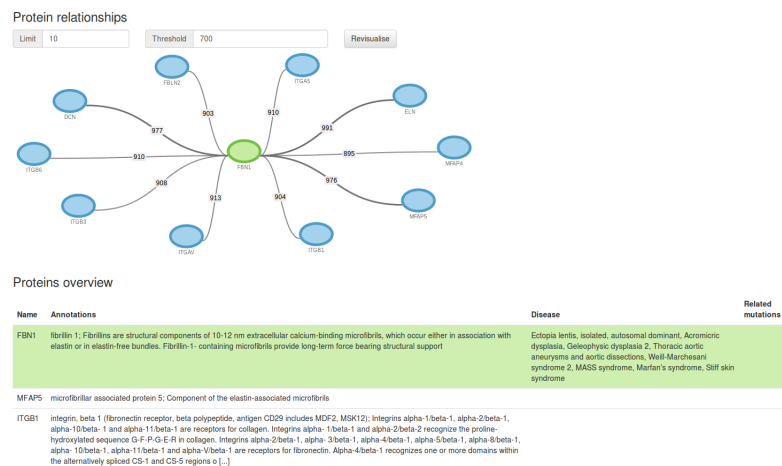 Protein relationships
Limit 10 Threshold 700 Revisualise
FBLN2
ITGA5
DCN
ELN
903
910
977
991
910
895
ITGB6
FBN1
MFAP4
908
976
913
904
ITGB3
MFAP5
ITGAV
ITGB1
Proteins overview
Name Annotations Disease Related mutations
FBN1 fibrillin 1; Fibrillins are structural components of 10-12 nm extracellular calcium-binding microfibrils, which occur either in association with
elastin or in elastin-free bundles. Fibrillin-1- containing microfibrils provide long-term force bearing structural support
Ectopia lentis, isolated, autosomal dominant, Acromicric
dysplasia, Geleophysic dysplasia 2, Thoracic aortic
aneurysms and aortic dissections, Weill-Marchesani
syndrome 2, MASS syndrome, Marfan's syndrome, Stiff skin
syndrome
MFAP5 microfibrillar associated protein 5; Component of the elastin-associated microfibrils
ITGB1 integrin, beta 1 (fibronectin receptor, beta polypeptide, antigen CD29 includes MDF2, MSK12); Integrins alpha-1/beta-1, alpha-2/beta-1,
alpha-10/beta- 1 and alpha-11/beta-1 are receptors for collagen. Integrins alpha- 1/beta-1 and alpha-2/beta-2 recognize the proline-
hydroxylated sequence G-F-P-G-E-R in collagen. Integrins alpha-2/beta-1, alpha- 3/beta-1, alpha-4/beta-1, alpha-5/beta-1, alpha-8/beta-1,
alpha- 10/beta-1, alpha-11/beta-1 and alpha-V/beta-1 are receptors for fibronectin. Alpha-4/beta-1 recognizes one or more domains within
the alternatively spliced CS-1 and CS-5 regions o [...]